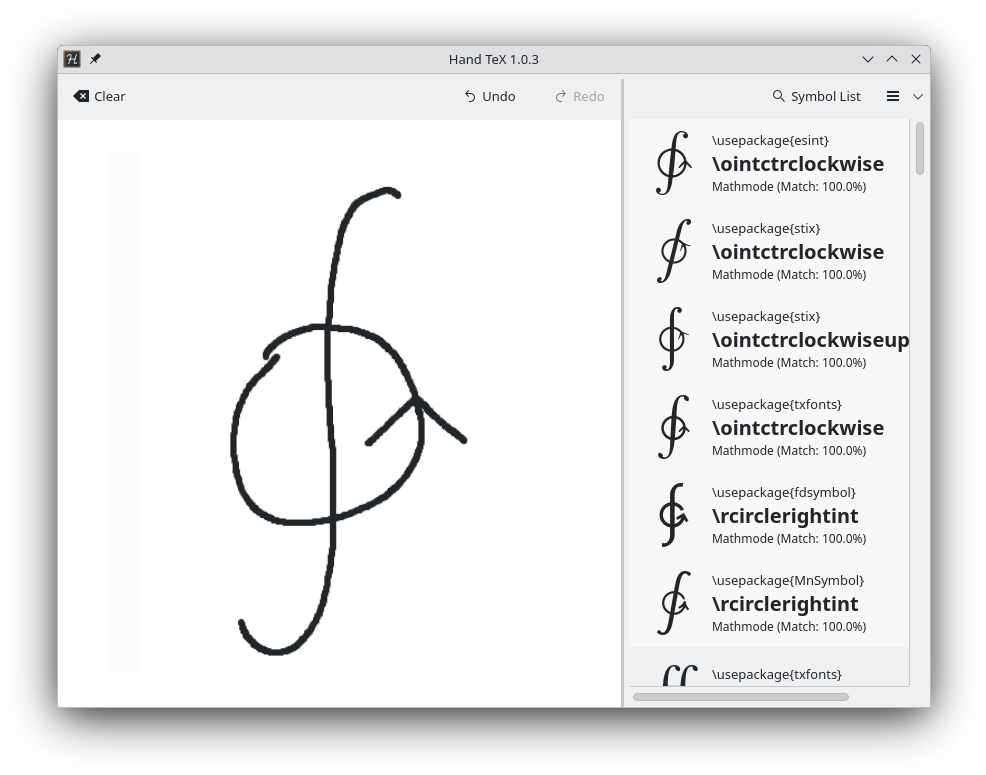 Hand TeX 1.0.3
Clear
Undo
Redo
Symbol List
\usepackage{esint}
\ointctrclockwise
Mathmode (Match: 100.0%)
\usepackage{stix}
\ointctrclockwise
Mathmode (Match: 100.0%)
\usepackage{stix}
\ointctrclockwiseup
Mathmode (Match: 100.0%)
\usepackage{txfonts}
\ointctrclockwise
Mathmode (Match: 100.0%)
\usepackage{fdsymbol}
\rcirclerightint
Mathmode (Match: 100.0%)
\usepackage{MnSymbol}
\rcirclerightint
Mathmode (Match: 100.0%)
\usepackage{txfonts}